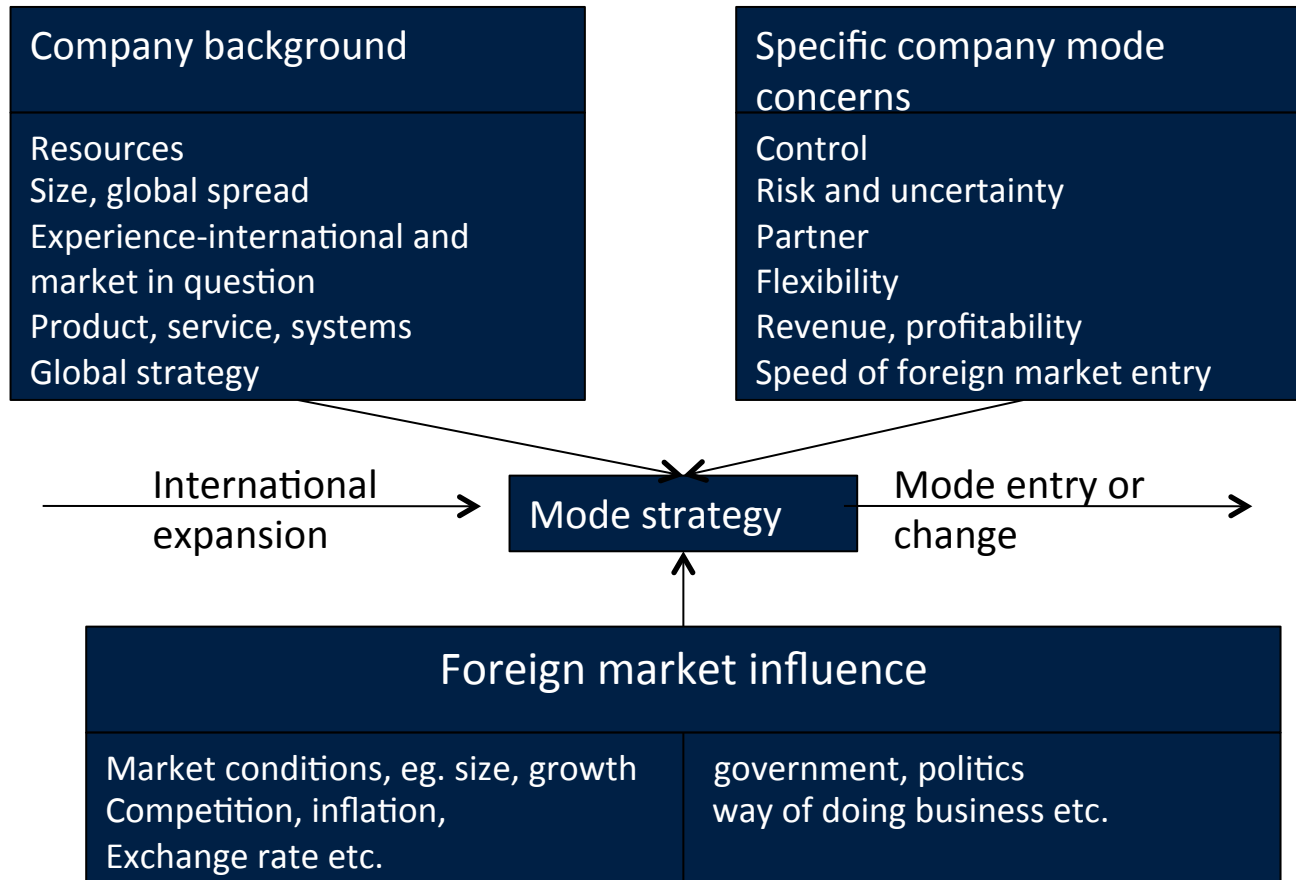 Company background
Resources
Size, global spread
Experience-international and
market in question
Product, service, systems
Global strategy
Specific company mode
concerns
Control
Risk and uncertainty
Partner
Flexibility
Revenue, profitability
Speed of foreign market entry
International
expansion
Mode strategy
Mode entry or
change
Foreign market influence
Market conditions, eg. size, growth
Competition, inflation,
Exchange rate etc.
government, politics
way of doing business etc.